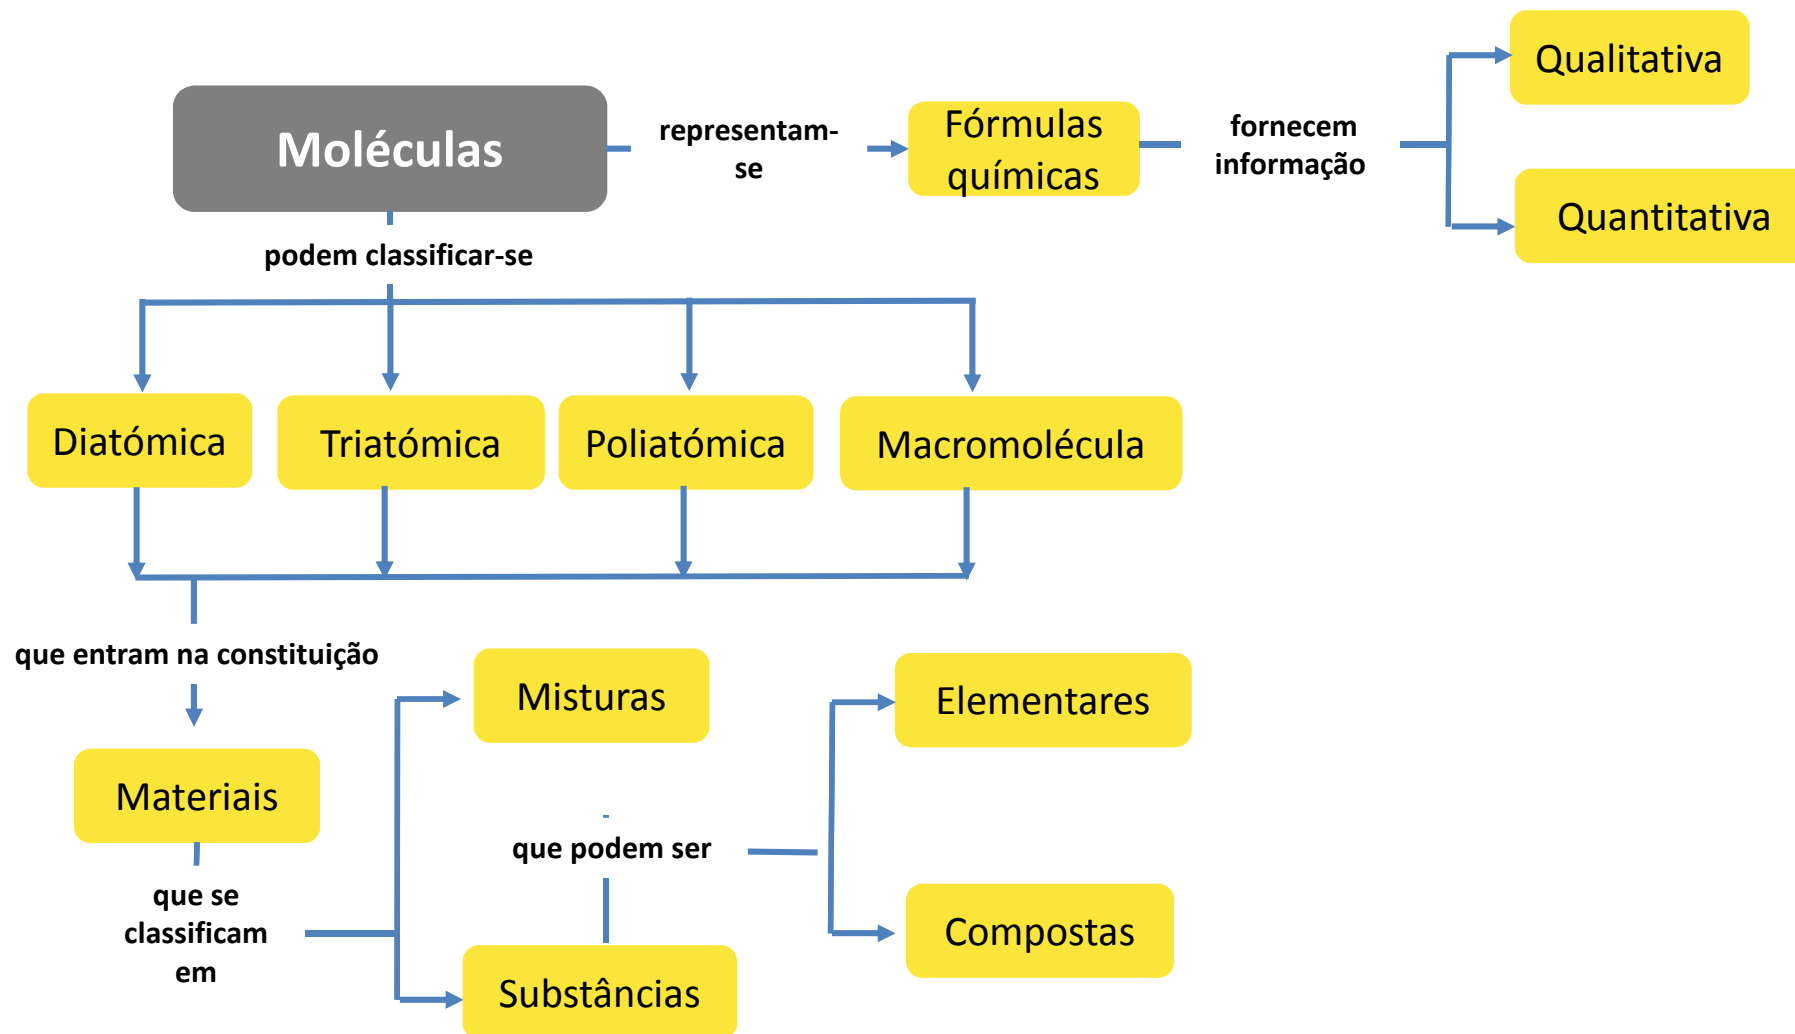 Moléculas
representam-
se
Fórmulas
químicas
fornecem
informação
Qualitativa
Quantitativa
podem classificar-se
Diatómica
Triatómica
Poliatómica
Macromolécula
que entram na constituição
Materiais
que se
classificam
em
Misturas
Substâncias
que podem ser
Elementares
Compostas